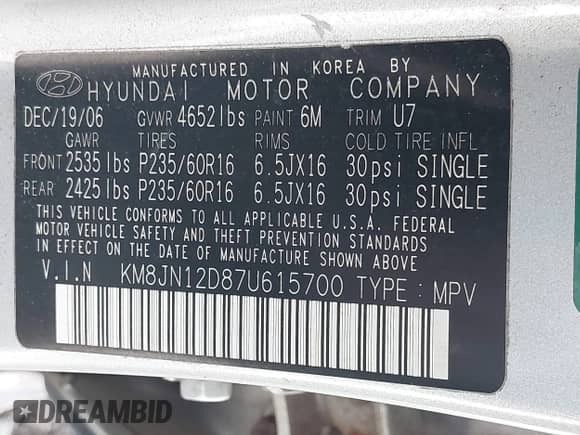 MANUFACTURED IN KOREA BY
HYUNDAI MOTOR COMPANY
DEC/19/06 GVWR 4652lbs PAINT 6M TRIM U7
GAWR TIRES RIMS COLD TIRE INFL
FRONT 2535lbs P235/60R16 6.5JX16 30psi SINGLE
REAR 2425lbs P235/60R16 6.5JX16 30psi SINGLE
THIS VEHICLE CONFORMS TO ALL APPLICABLE U.S.A. FEDERAL
MOTOR VEHICLE SAFETY AND THEFT PREVENTION STANDARDS
IN EFFECT ON THE DATE OF MANUFACTURE SHOWN ABOVE.
V.I.N KM8JN12D87U615700 TYPE : MPV
DREAMBID